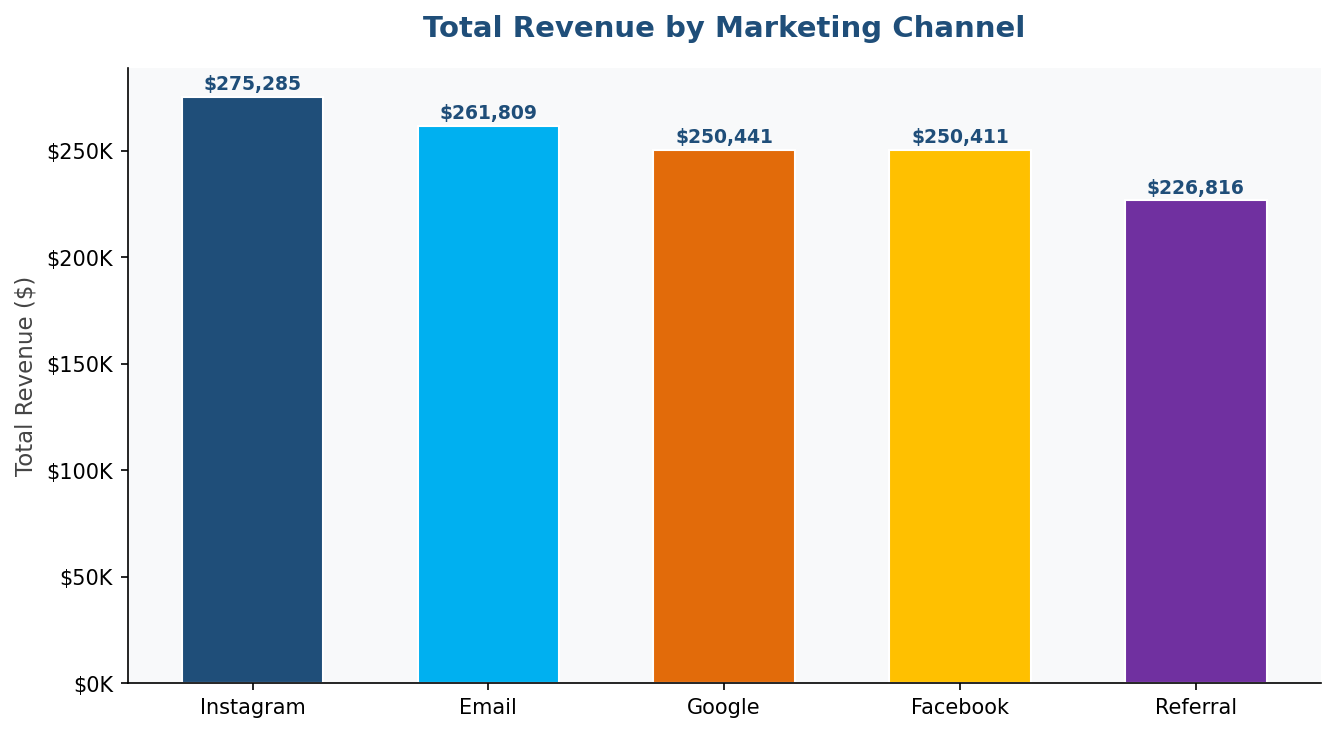 Total Revenue by Marketing Channel
$275,285
$261,809
$250,441
$250,411
$226,816
Total Revenue ($)
$250K
$200K
$150K
$100K
$50K
$0K
Instagram
Email
Google
Facebook
Referral